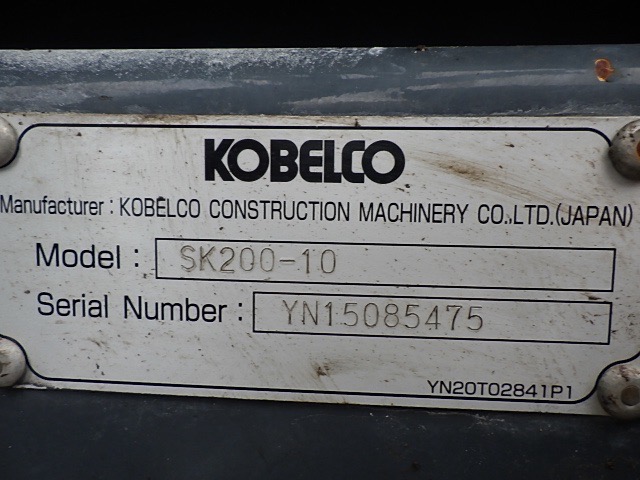 KOBELCO
Manufacturer : KOBELCO CONSTRUCTION MACHINERY CO.,LTD.(JAPAN)
Model : SK200-10
Serial Number : YN15085475
YN20T02841P1